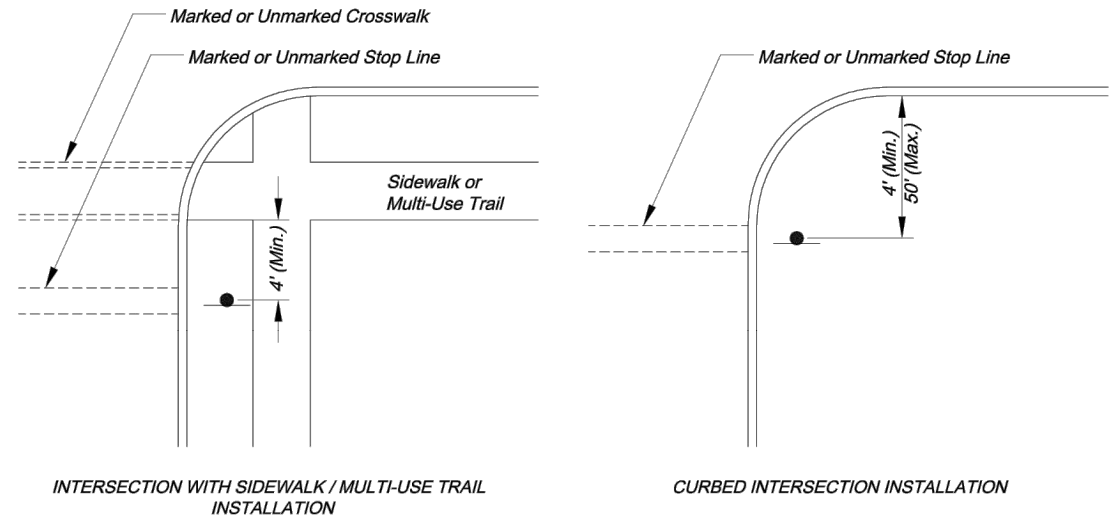 Marked or Unmarked Crosswalk
Marked or Unmarked Stop Line
Sidewalk or
Multi-Use Trail
4' (Min.)
INTERSECTION WITH SIDEWALK / MULTI-USE TRAIL
INSTALLATION
Marked or Unmarked Stop Line
4' (Min.)
50' (Max.)
CURBED INTERSECTION INSTALLATION